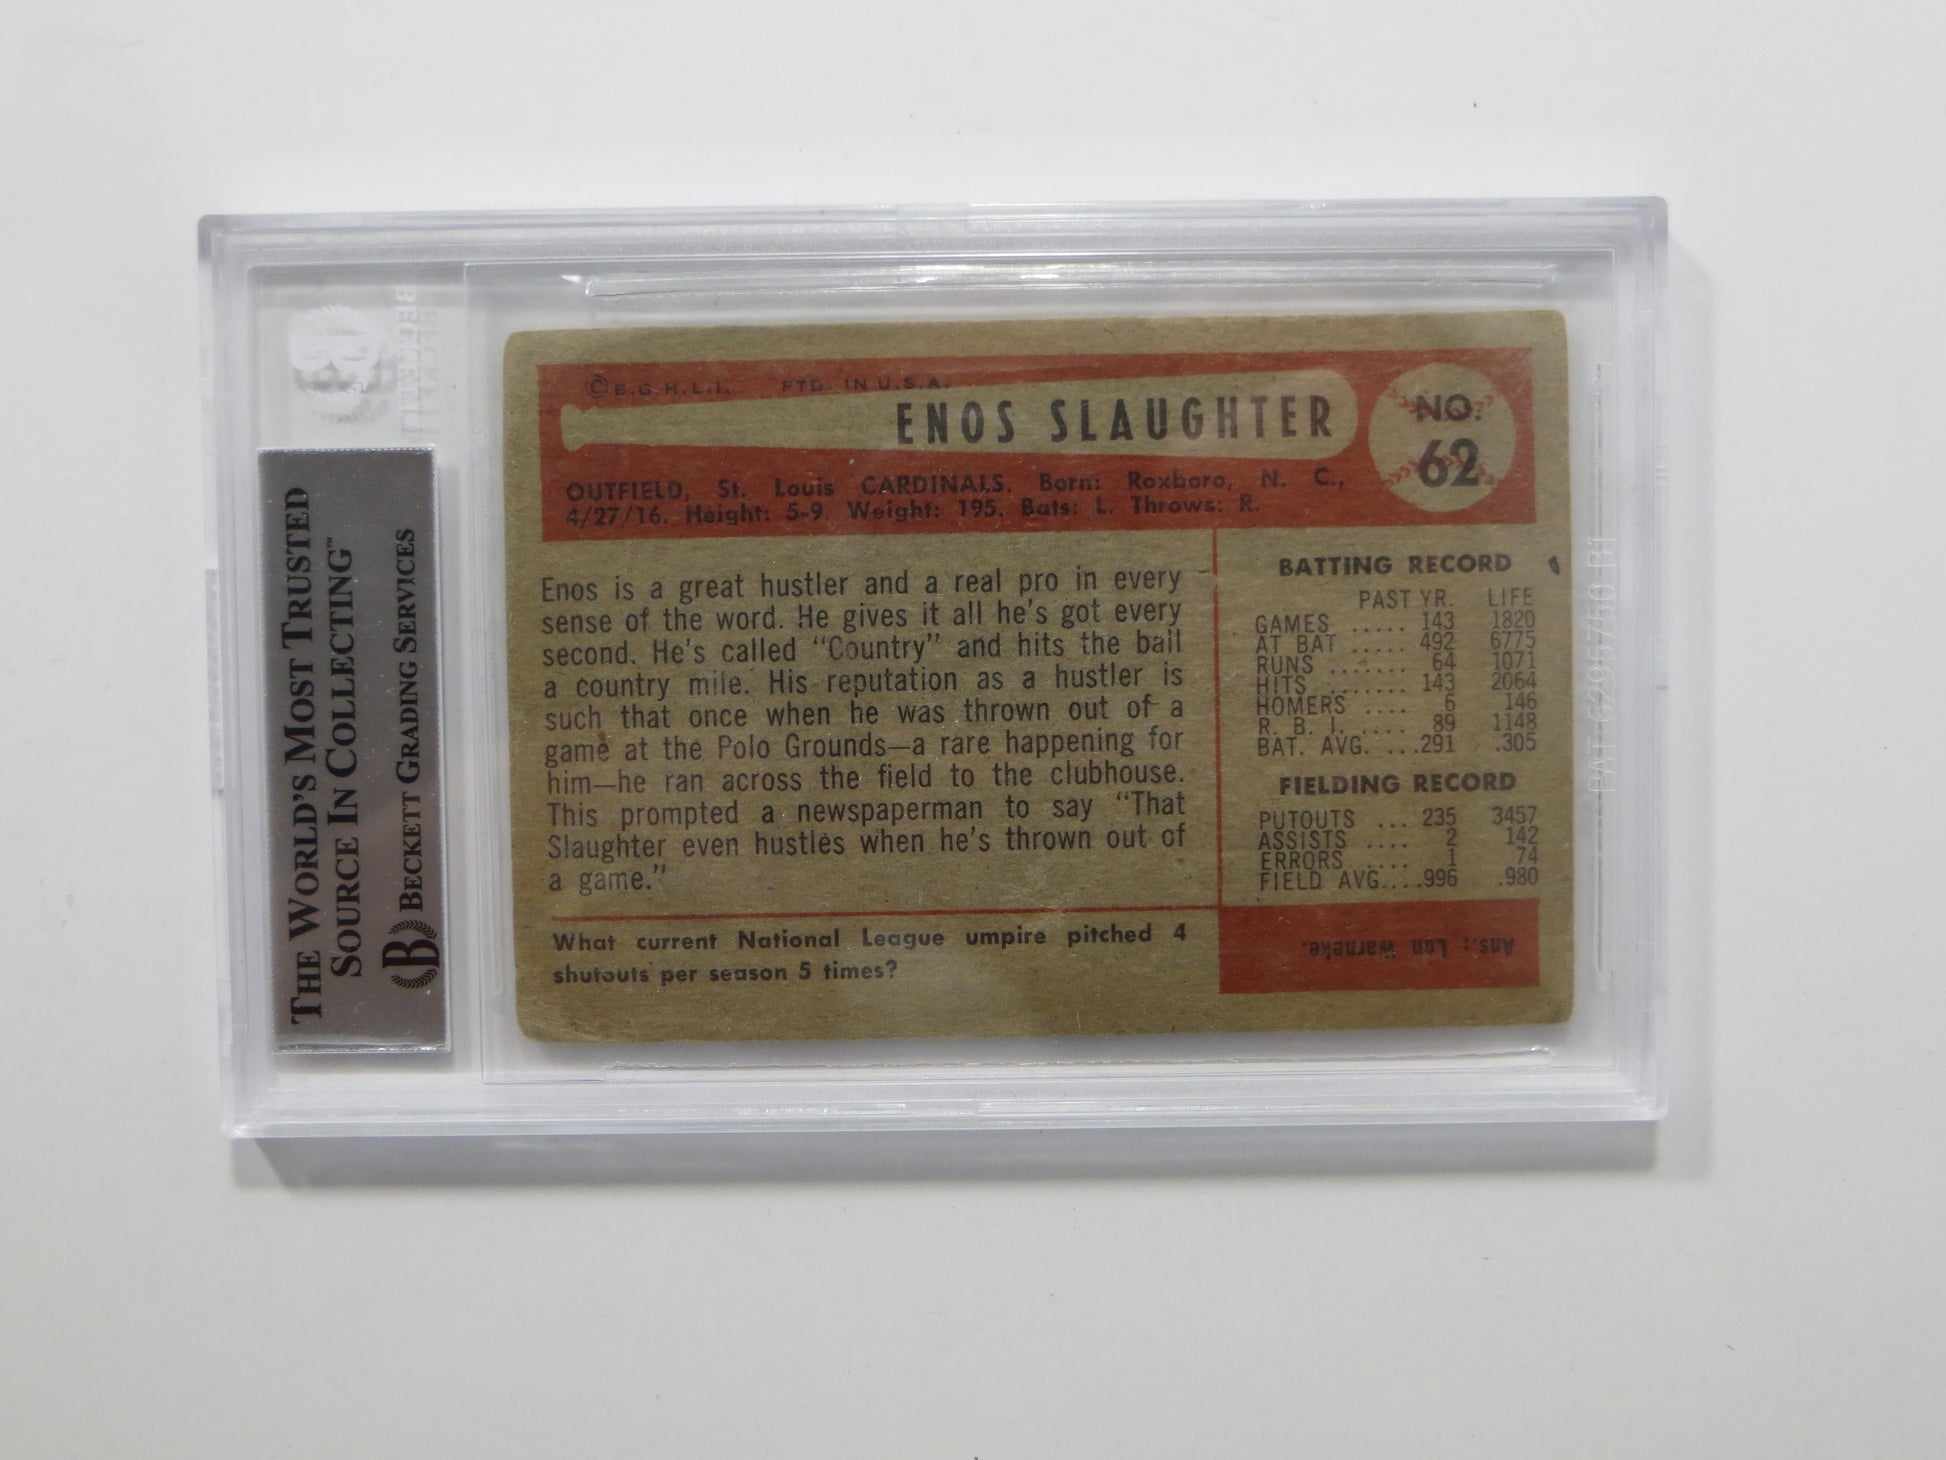 THE WORLD'S MOST TRUSTED
SOURCE IN COLLECTING™
B BECKETT GRADING SERVICES
© B.G.H.L.I. PTD. IN U.S.A.
ENOS SLAUGHTER
NO.
62
OUTFIELD, St. Louis CARDINALS. Born: Roxboro, N. C.,
4/27/16. Height: 5-9. Weight: 195. Bats: L. Throws: R.
Enos is a great hustler and a real pro in every
sense of the word. He gives it all he's got every
second. He's called "Country" and hits the ball
a country mile. His reputation as a hustler is
such that once when he was thrown out of a
game at the Polo Grounds—a rare happening for
him—he ran across the field to the clubhouse.
This prompted a newspaperman to say "That
Slaughter even hustles when he's thrown out of
a game."
What current National League umpire pitched 4
shutouts per season 5 times?
BATTING RECORD
PAST YR. LIFE
GAMES ..... 143 1820
AT BAT ..... 492 6775
RUNS ....... 64 1071
HITS ....... 143 2064
HOMERS .... 6 146
R. B. I. .... 89 1148
BAT. AVG. ...291 .305
FIELDING RECORD
PUTOUTS ... 235 3457
ASSISTS .... 2 142
ERRORS .... 1 74
FIELD AVG....996 .980
Ans.: Lon Warneke.
PAT. 6295750 B1